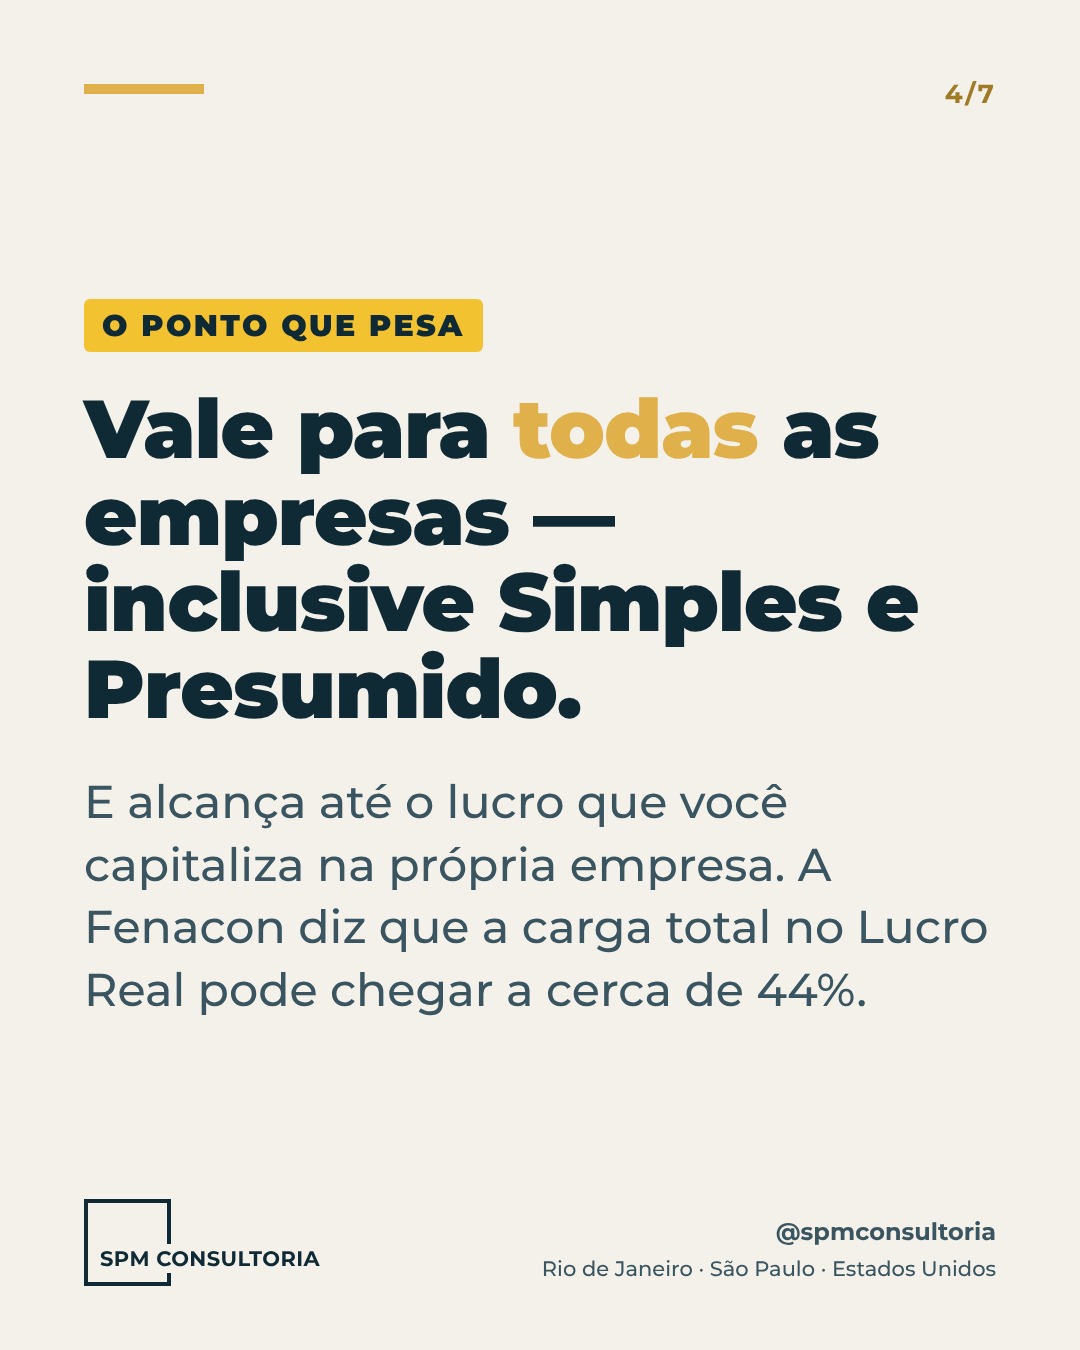 4/7
O PONTO QUE PESA
Vale para todas as
empresas —
inclusive Simples e
Presumido.
E alcança até o lucro que você
capitaliza na própria empresa. A
Fenacon diz que a carga total no Lucro
Real pode chegar a cerca de 44%.
SPM CONSULTORIA
@spmconsultoria
Rio de Janeiro · São Paulo · Estados Unidos